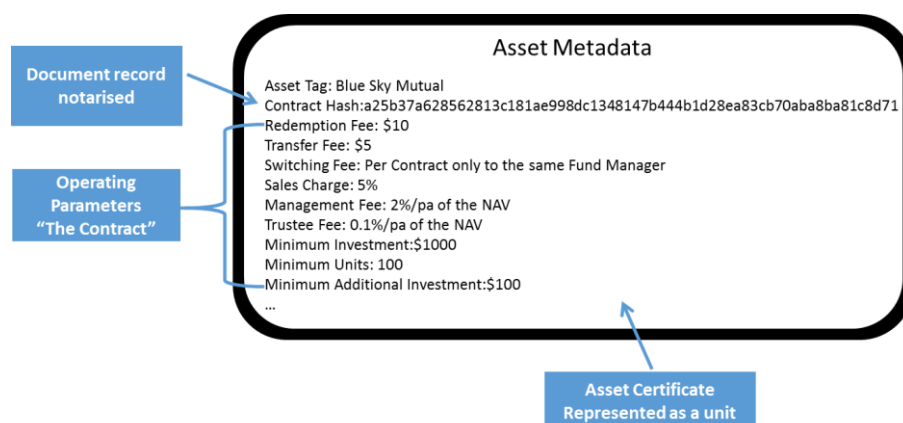 Asset Metadata
Document record
notarised
Asset Tag: Blue Sky Mutual
Contract Hash:a25b37a628562813c181ae998dc1348147b444b1d28ea83cb70aba8ba81c8d71
Redemption Fee: $10
Transfer Fee: $5
Switching Fee: Per Contract only to the same Fund Manager
Sales Charge: 5%
Management Fee: 2%/pa of the NAV
Trustee Fee: 0.1%/pa of the NAV
Minimum Investment:$1000
Minimum Units: 100
Minimum Additional Investment:$100
...
Operating
Parameters
“The Contract”
Asset Certificate
Represented as a unit